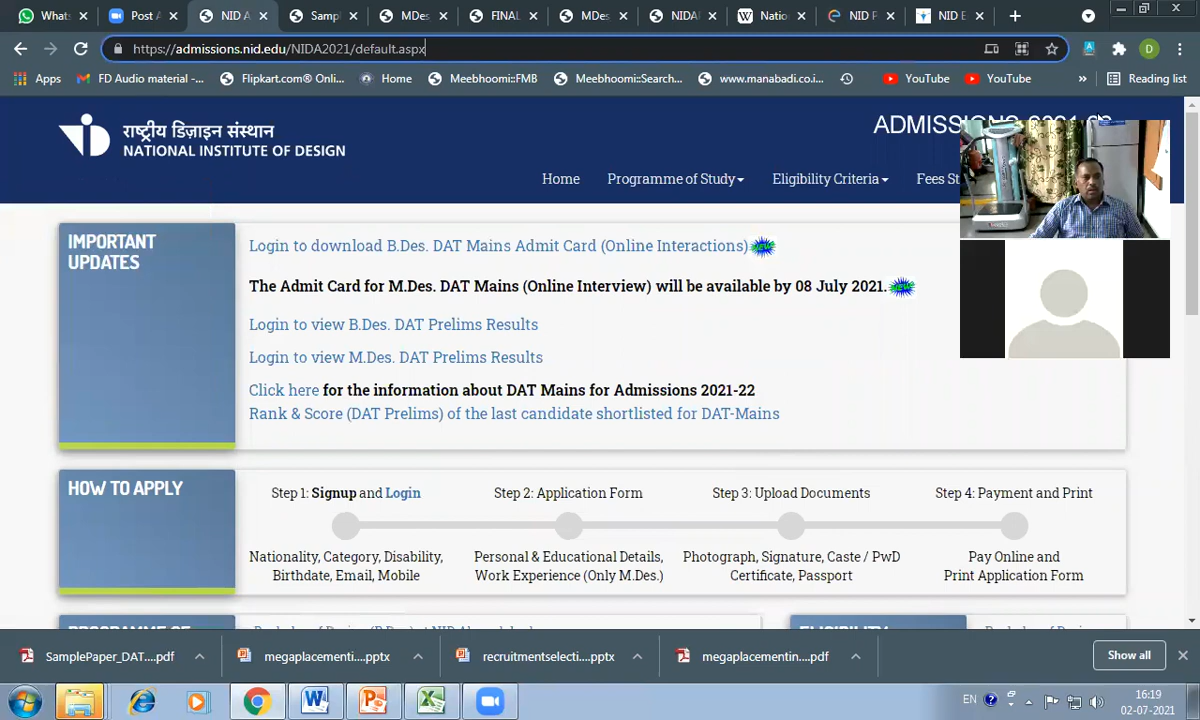 Whats
Post A
NID A
Samp
MDes
FINAL
MDes
NIDA
Natio
NID P
NID E
https://admissions.nid.edu/NIDA2021/default.aspx
D
Apps
FD Audio material -...
Flipkart.com® Onli...
Home
Meebhoomi::FMB
Meebhoomi::Search...
www.manabadi.co.i...
YouTube
YouTube
»
Reading list
राष्ट्रीय डिज़ाइन संस्थान
NATIONAL INSTITUTE OF DESIGN
Home
Programme of Study
Eligibility Criteria
Fees St
IMPORTANT
UPDATES
Login to download B.Des. DAT Mains Admit Card (Online Interactions)
The Admit Card for M.Des. DAT Mains (Online Interview) will be available by 08 July 2021.
Login to view B.Des. DAT Prelims Results
Login to view M.Des. DAT Prelims Results
Click here for the information about DAT Mains for Admissions 2021-22
Rank & Score (DAT Prelims) of the last candidate shortlisted for DAT-Mains
HOW TO APPLY
Step 1: Signup and Login
Step 2: Application Form
Step 3: Upload Documents
Step 4: Payment and Print
Nationality, Category, Disability,
Birthdate, Email, Mobile
Personal & Educational Details,
Work Experience (Only M.Des.)
Photograph, Signature, Caste / PwD
Certificate, Passport
Pay Online and
Print Application Form
SamplePaper_DAT....pdf
megaplacementi....pptx
recruitmentselecti....pptx
megaplacementin....pdf
Show all
EN
16:19
02-07-2021